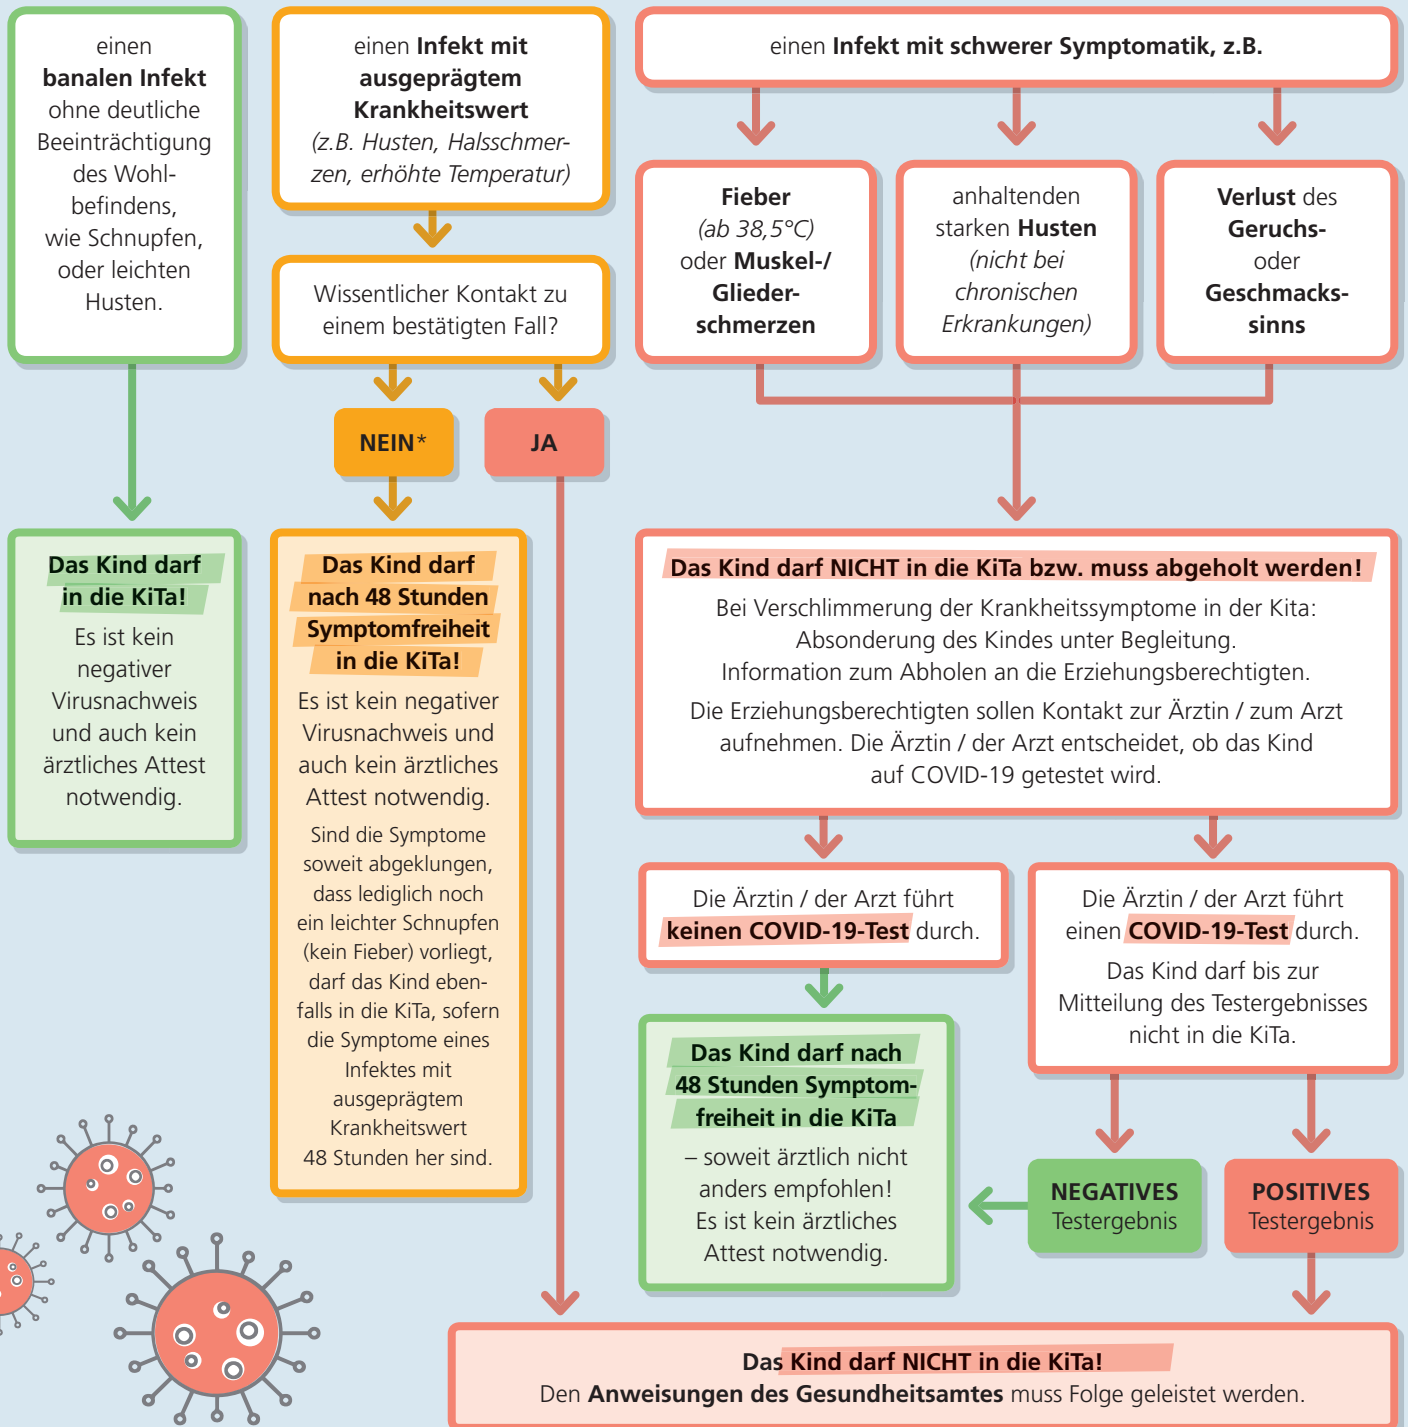 einen
banalen Infekt
ohne deutliche
Beeinträchtigung
des Wohl-
befindens,
wie Schnupfen,
oder leichten
Husten.
Das Kind darf
in die KiTa!
Es ist kein
negativer
Virusnachweis
und auch kein
ärztliches Attest
notwendig.
einen Infekt mit
ausgeprägtem
Krankheitswert
(z.B. Husten, Halsschmer-
zen, erhöhte Temperatur)
Wissentlicher Kontakt zu
einem bestätigten Fall?
NEIN*
JA
Das Kind darf
nach 48 Stunden
Symptomfreiheit
in die KiTa!
Es ist kein negativer
Virusnachweis und
auch kein ärztliches
Attest notwendig.
Sind die Symptome
soweit abgeklungen,
dass lediglich noch
ein leichter Schnupfen
(kein Fieber) vorliegt,
darf das Kind eben-
falls in die KiTa, sofern
die Symptome eines
Infektes mit
ausgeprägtem
Krankheitswert
48 Stunden her sind.
einen Infekt mit schwerer Symptomatik, z.B.
Fieber
(ab 38,5°C)
oder Muskel-/
Glieder-
schmerzen
anhaltenden
starken Husten
(nicht bei
chronischen
Erkrankungen)
Verlust des
Geruchs-
oder
Geschmacks-
sinns
Das Kind darf NICHT in die KiTa bzw. muss abgeholt werden!
Bei Verschlimmerung der Krankheitssymptome in der Kita:
Absonderung des Kindes unter Begleitung.
Information zum Abholen an die Erziehungsberechtigten.
Die Erziehungsberechtigten sollen Kontakt zur Ärztin / zum Arzt
aufnehmen. Die Ärztin / der Arzt entscheidet, ob das Kind
auf COVID-19 getestet wird.
Die Ärztin / der Arzt führt
keinen COVID-19-Test durch.
Das Kind darf nach
48 Stunden Symptom-
freiheit in die KiTa
– soweit ärztlich nicht
anders empfohlen!
Es ist kein ärztliches
Attest notwendig.
Die Ärztin / der Arzt führt
einen COVID-19-Test durch.
Das Kind darf bis zur
Mitteilung des Testergebnisses
nicht in die KiTa.
NEGATIVES
Testergebnis
POSITIVES
Testergebnis
Das Kind darf NICHT in die KiTa!
Den Anweisungen des Gesundheitsamtes muss Folge geleistet werden.